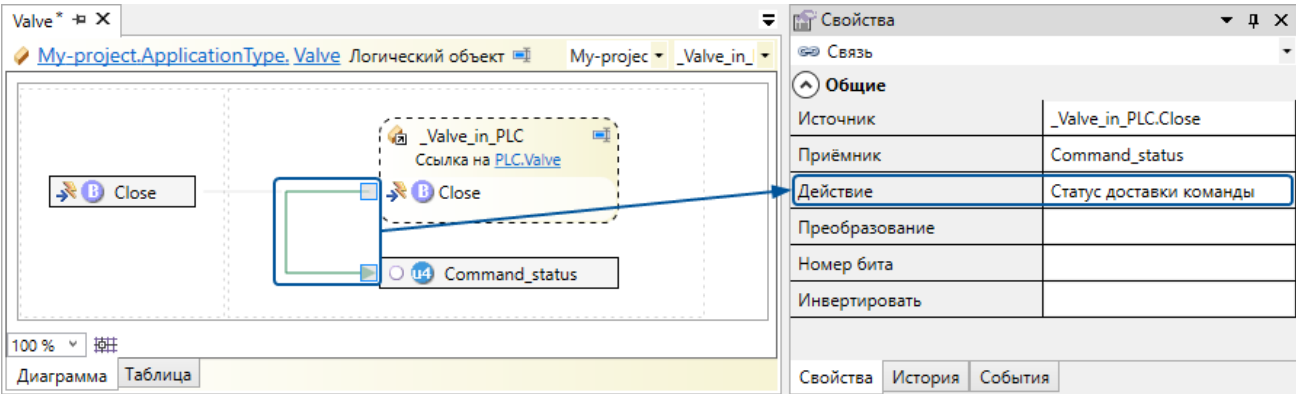 Valve*
My-project.ApplicationType. Valve Логический объект My-projec _Valve_in_
_Valve_in_PLC
Ссылка на PLC.Valve
B Close
B Close
u4 Command_status
100 %
Диаграмма Таблица
Свойства
Связь
Общие
Источник _Valve_in_PLC.Close
Приёмник Command_status
Действие Статус доставки команды
Преобразование
Номер бита
Инвертировать
Свойства История События